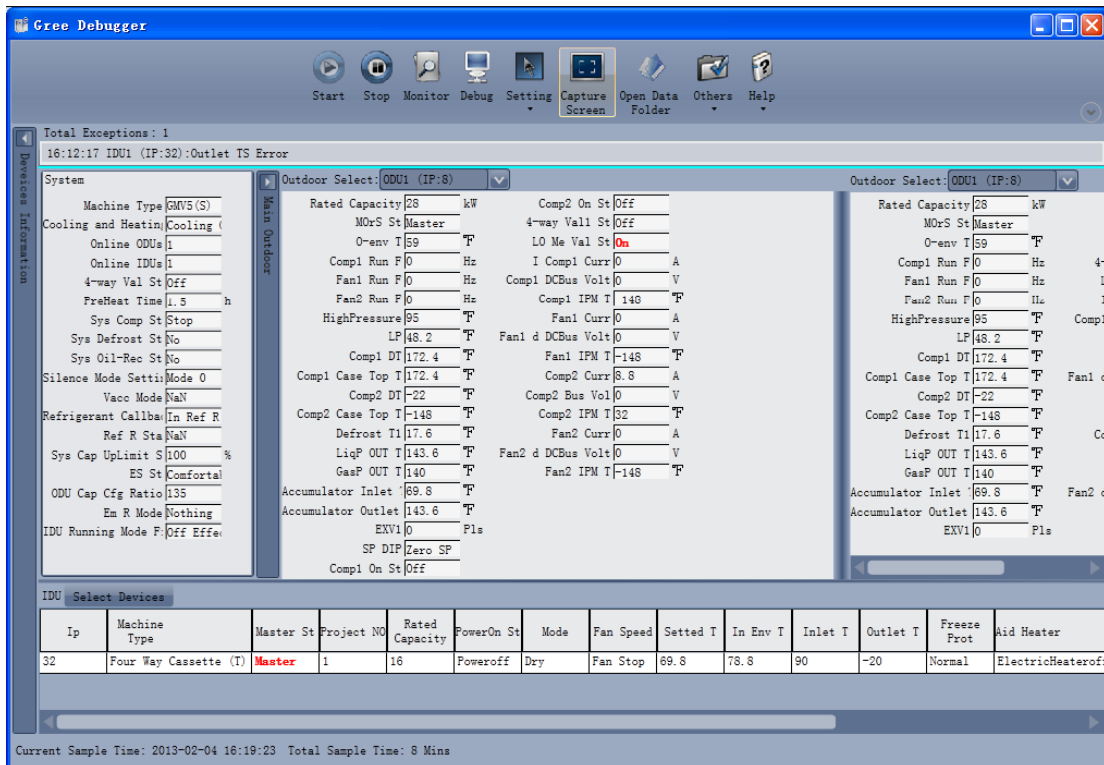 Gree Debugger
Start Stop Monitor Debug Setting Capture Screen Open Data Folder Others Help
Total Exceptions: 1
16:12:17 IDU1 (IP:32):Outlet TS Error
Devices Information
System
Machine Type GMV5(S)
Cooling and Heatin Cooling
Online ODUs 1
Online IDUs 1
4-way Val St Off
PreHeat Time 1.5 h
Sys Comp St Stop
Sys Defrost St No
Sys Oil-Rec St No
Silence Mode Setti Mode 0
Vacc Mode NaN
Refrigerant Callba In Ref R
Ref R Sta NaN
Sys Cap UpLimit S 100 %
ES St Comfortal
ODU Cap Cfg Ratio 135
Em R Mode Nothing
IDU Running Mode F: Off Effe
Main Outdoor
Outdoor Select: ODU1 (IP:8)
Rated Capacity 28 kW
MOrS St Master
O-env T 59 ℉
Comp1 Run F 0 Hz
Fan1 Run F 0 Hz
Fan2 Run F 0 Hz
HighPressure 95 ℉
LP 48.2 ℉
Comp1 DT 172.4 ℉
Comp1 Case Top T 172.4 ℉
Comp2 DT -22 ℉
Comp2 Case Top T -148 ℉
Defrost T1 17.6 ℉
LiqP OUT T 143.6 ℉
GasP OUT T 140 ℉
Accumulator Inlet 69.8 ℉
Accumulator Outlet 143.6 ℉
EXV1 0 Pls
SP DIP Zero SP
Comp1 On St Off
Comp2 On St Off
4-way Val1 St Off
LO Me Val St On
I Comp1 Curr 0 A
Comp1 DCBus Volt 0 V
Comp1 IPM T -148 ℉
Fan1 Curr 0 A
Fan1 d DCBus Volt 0 V
Fan1 IPM T -148 ℉
Comp2 Curr 8.8 A
Comp2 Bus Vol 0 V
Comp2 IPM T 32 ℉
Fan2 Curr 0 A
Fan2 d DCBus Volt 0 V
Fan2 IPM T -148 ℉
Outdoor Select: ODU1 (IP:8)
Rated Capacity 28 kW
MOrS St Master
O-env T 59 ℉
Comp1 Run F 0 Hz 4-
Fan1 Run F 0 Hz
Fan2 Run F 0 Hz
HighPressure 95 ℉ Comp1
LP 48.2 ℉
Comp1 DT 172.4 ℉
Comp1 Case Top T 172.4 ℉ Fan1 d
Comp2 DT -22 ℉
Comp2 Case Top T -148 ℉
Defrost T1 17.6 ℉
LiqP OUT T 143.6 ℉
GasP OUT T 140 ℉
Accumulator Inlet 69.8 ℉ Fan2 d
Accumulator Outlet 143.6 ℉
EXV1 0 Pls
IDU Select Devices
Ip Machine Type Master St Project NO Rated Capacity PowerOn St Mode Fan Speed Setted T In Env T Inlet T Outlet T Freeze Prot Aid Heater
32 Four Way Cassette (T) Master 1 16 Poweroff Dry Fan Stop 69.8 78.8 90 -20 Normal ElectricHeaterof
Current Sample Time: 2013-02-04 16:19:23 Total Sample Time: 8 Mins